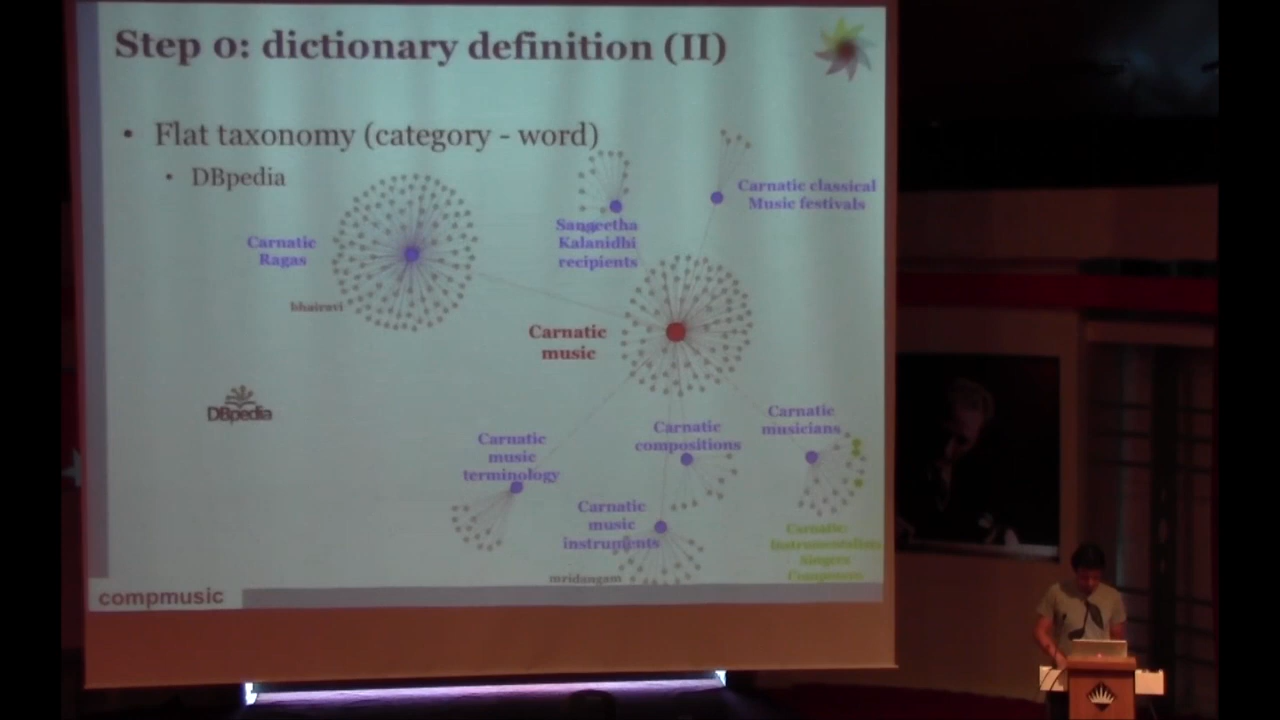 Step 0: dictionary definition (II)
• Flat taxonomy (category - word)
• DBpedia
Carnatic classical
Music festivals
Sangeetha
Kalanidhi
recipients
Carnatic
Ragas
bhairavi
Carnatic
music
DBpedia
Carnatic
musicians
Carnatic
compositions
Carnatic
music
terminology
Carnatic
music
instruments
mridangam
Carnatic:
Instrumentalists
Singers
Composers
compmusic